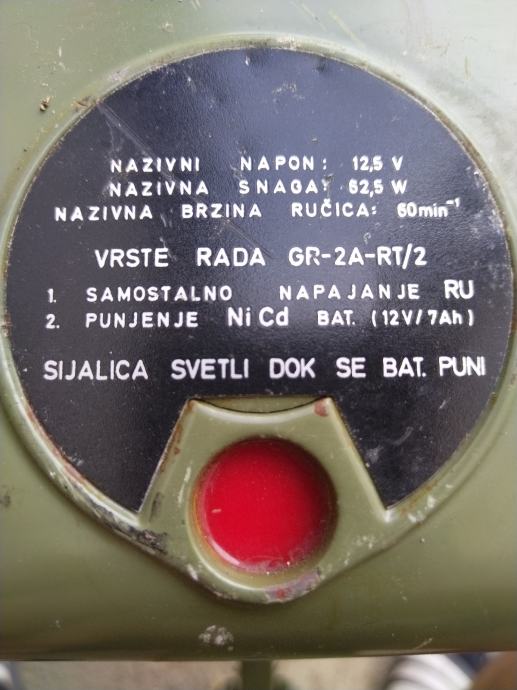 NAZIVNI NAPON: 12,5 V
NAZIVNA SNAGA: 62,5 W
NAZIVNA BRZINA RUČICA: 60min⁻¹
VRSTE RADA GR-2A-RT/2
1. SAMOSTALNO NAPAJANJE RU
2. PUNJENJE NiCd BAT. (12V/7Ah)
SIJALICA SVETLI DOK SE BAT. PUNI